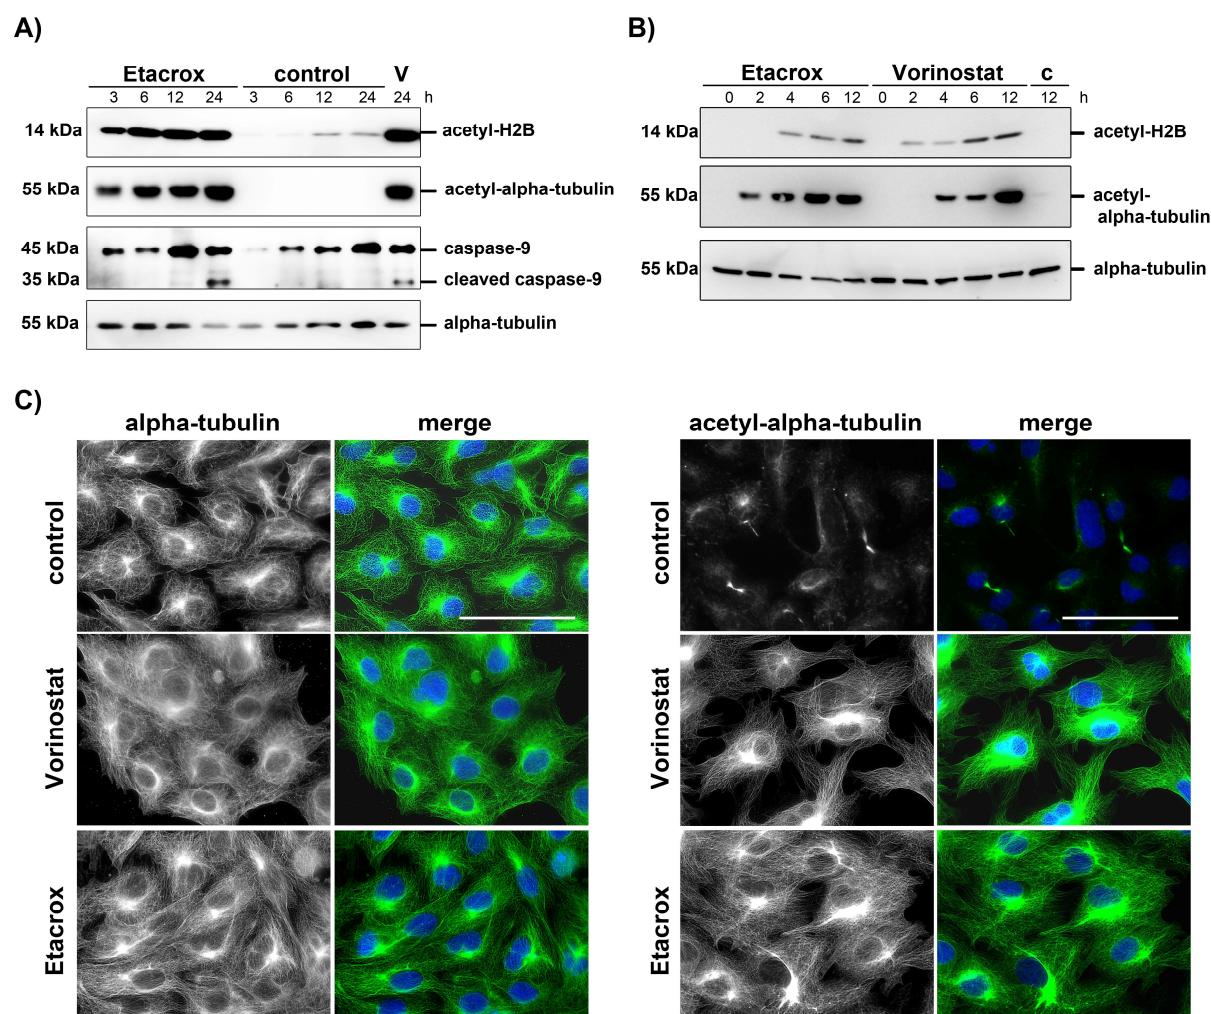 A)
Etacrox control V
3 6 12 24 3 6 12 24 24 h
14 kDa acetyl-H2B
55 kDa acetyl-alpha-tubulin
45 kDa caspase-9
35 kDa cleaved caspase-9
55 kDa alpha-tubulin
B)
Etacrox Vorinostat c
0 2 4 6 12 0 2 4 6 12 12 h
14 kDa acetyl-H2B
55 kDa acetyl-
alpha-tubulin
55 kDa alpha-tubulin
C)
alpha-tubulin merge
control
Vorinostat
Etacrox
acetyl-alpha-tubulin merge
control
Vorinostat
Etacrox